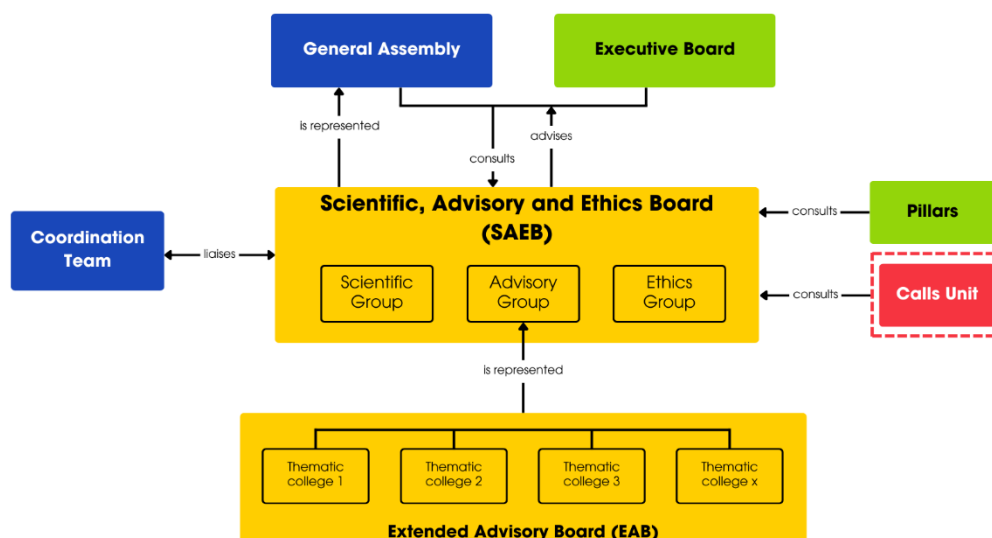 General Assembly
Executive Board
is represented
consults
advises
Scientific, Advisory and Ethics Board
(SAEB)
Coordination
Team
liaises
consults
Pillars
Scientific
Group
Advisory
Group
Ethics
Group
consults
Calls Unit
is represented
Thematic
college 1
Thematic
college 2
Thematic
college 3
Thematic
college x
Extended Advisory Board (EAB)